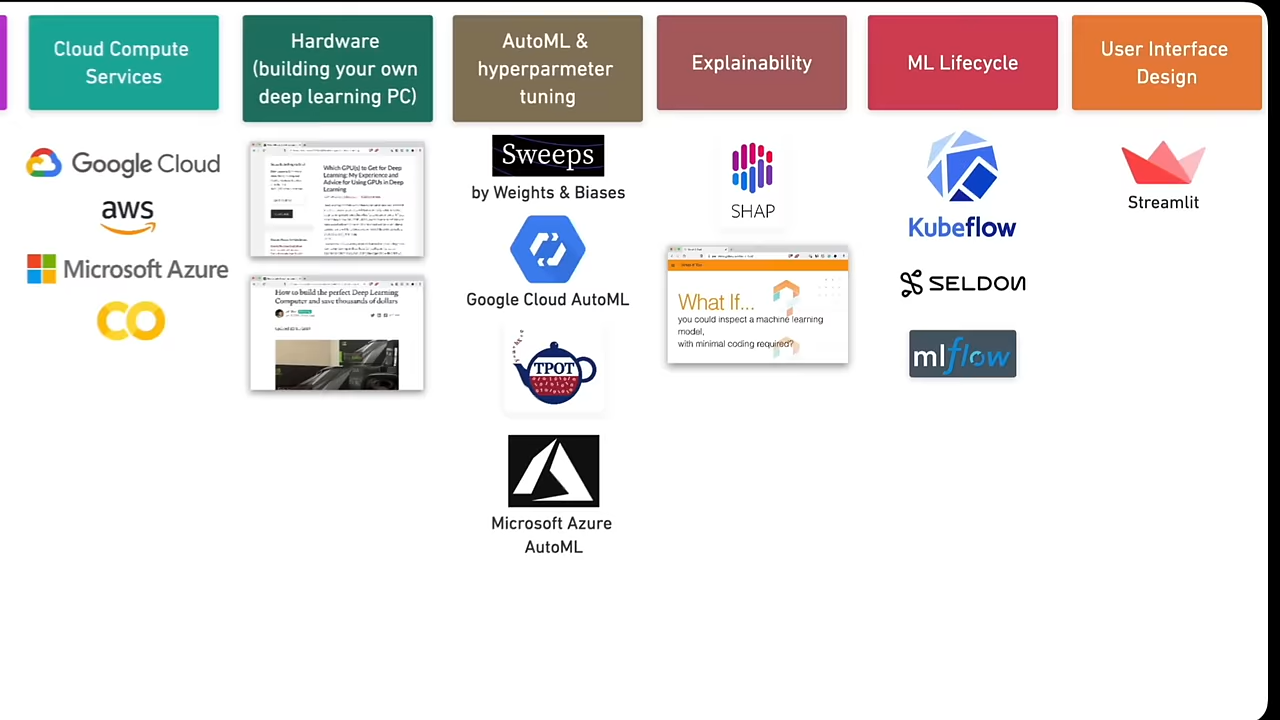 Cloud Compute
Services
Google Cloud
aws
Microsoft Azure
CO
Hardware
(building your own
deep learning PC)
Which GPU(s) to Get for Deep
Learning: My Experience and
Advice for Using GPUs in Deep
Learning
How to build the perfect Deep Learning
Computer and save thousands of dollars
AutoML &
hyperparmeter
tuning
Sweeps
by Weights & Biases
Google Cloud AutoML
TPOT
Microsoft Azure
AutoML
Explainability
SHAP
What If...
you could inspect a machine learning
model,
with minimal coding required?
ML Lifecycle
Kubeflow
SELDON
mlflow
User Interface
Design
Streamlit